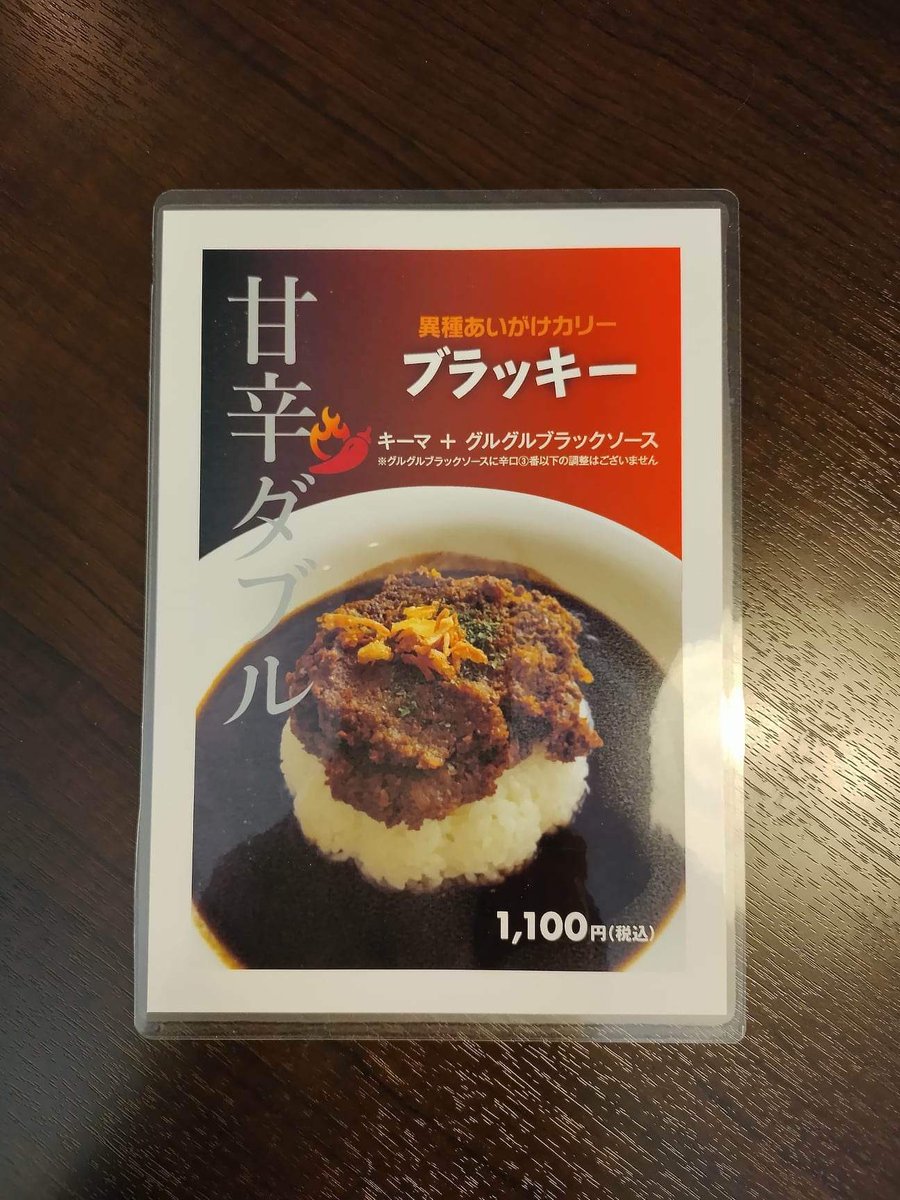 甘辛ダブル
異種あいがけカリー
ブラッキー
キーマ + グルグルブラックソース
※グルグルブラックソースに辛口③番以下の調整はございません
1,100円(税込)